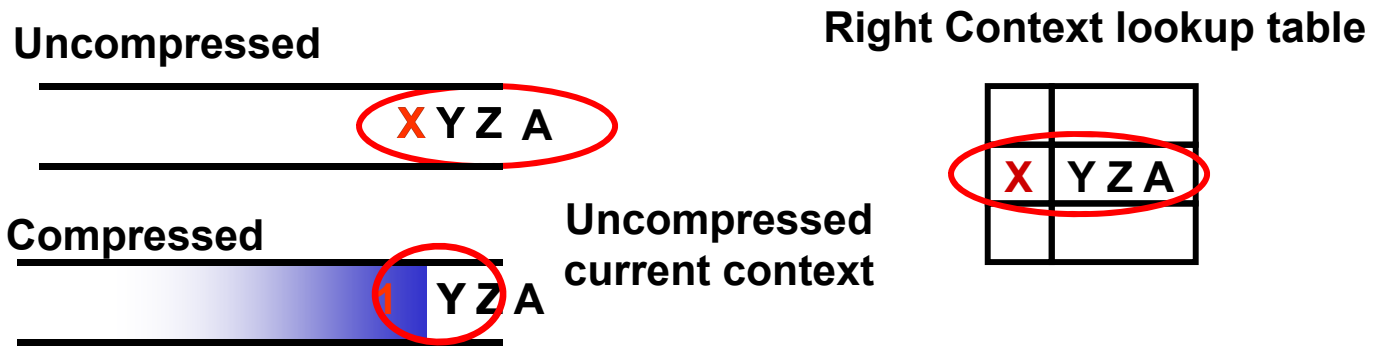 Right Context lookup table
Uncompressed
X Y Z A
X Y Z A
Uncompressed
current context
Compressed
1 Y Z A